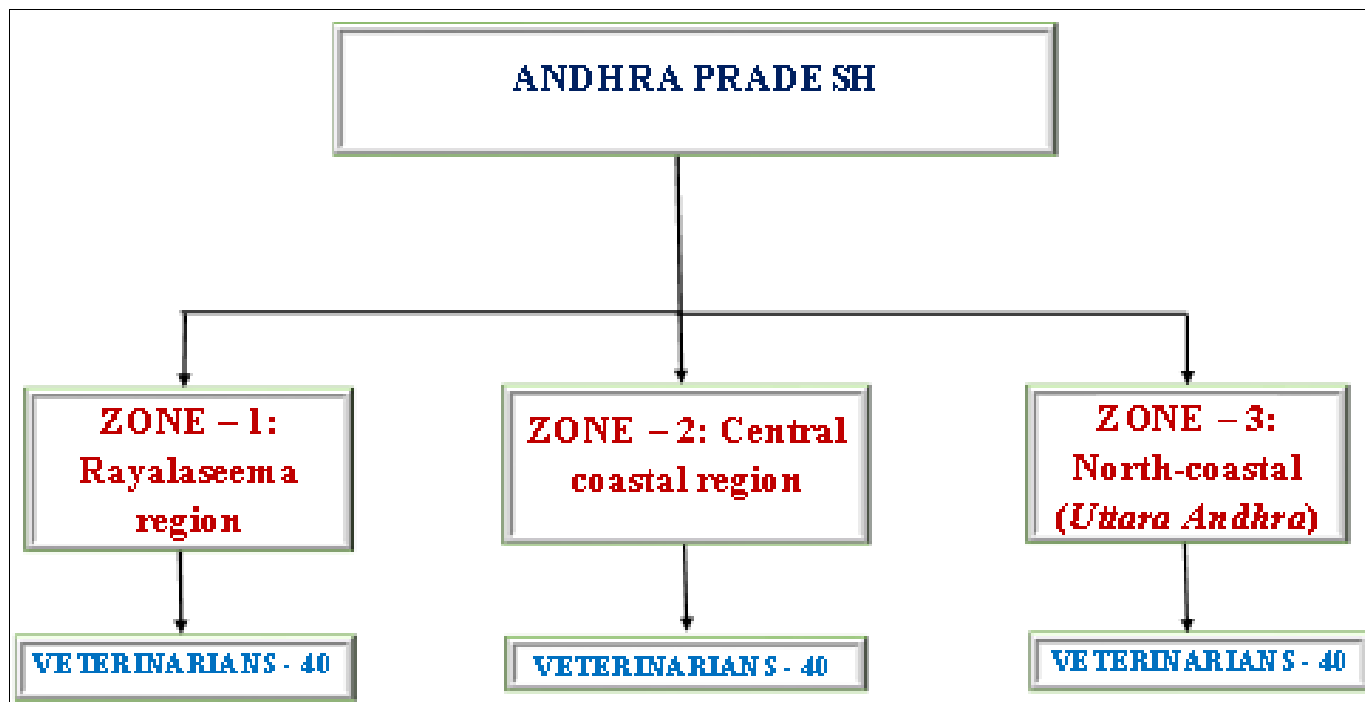 ANDHRA PRADESH
ZONE – 1:
Rayalaseema
region
ZONE – 2: Central
coastal region
ZONE – 3:
North-coastal
(Uttara Andhra)
VETERINARIANS - 40
VETERINARIANS - 40
VETERINARIANS - 40